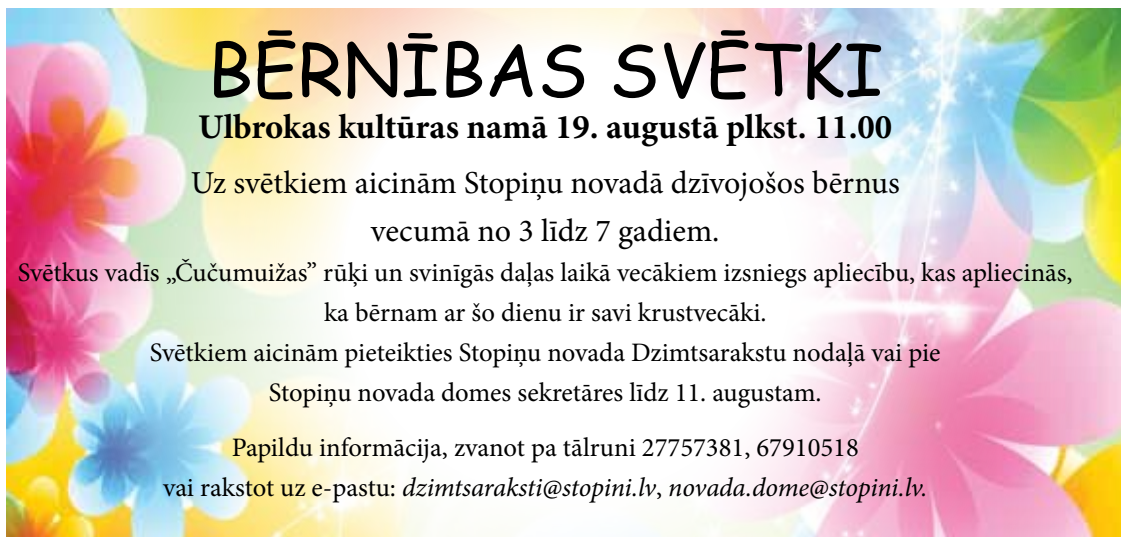 BĒRNĪBAS SVĒTKI
Ulbrokas kultūras namā 19. augustā plkst. 11.00
Uz svētkiem aicinām Stopiņu novadā dzīvojošos bērnus
vecumā no 3 līdz 7 gadiem.
Svētkus vadīs „Čučumuižas” rūķi un svinīgās daļas laikā vecākiem izsniegs apliecību, kas apliecinās,
ka bērnam ar šo dienu ir savi krustvecāki.
Svētkiem aicinām pieteikties Stopiņu novada Dzimtsarakstu nodaļā vai pie
Stopiņu novada domes sekretāres līdz 11. augustam.
Papildu informācija, zvanot pa tālruni 27757381, 67910518
vai rakstot uz e-pastu: dzimtsaraksti@stopini.lv, novada.dome@stopini.lv.